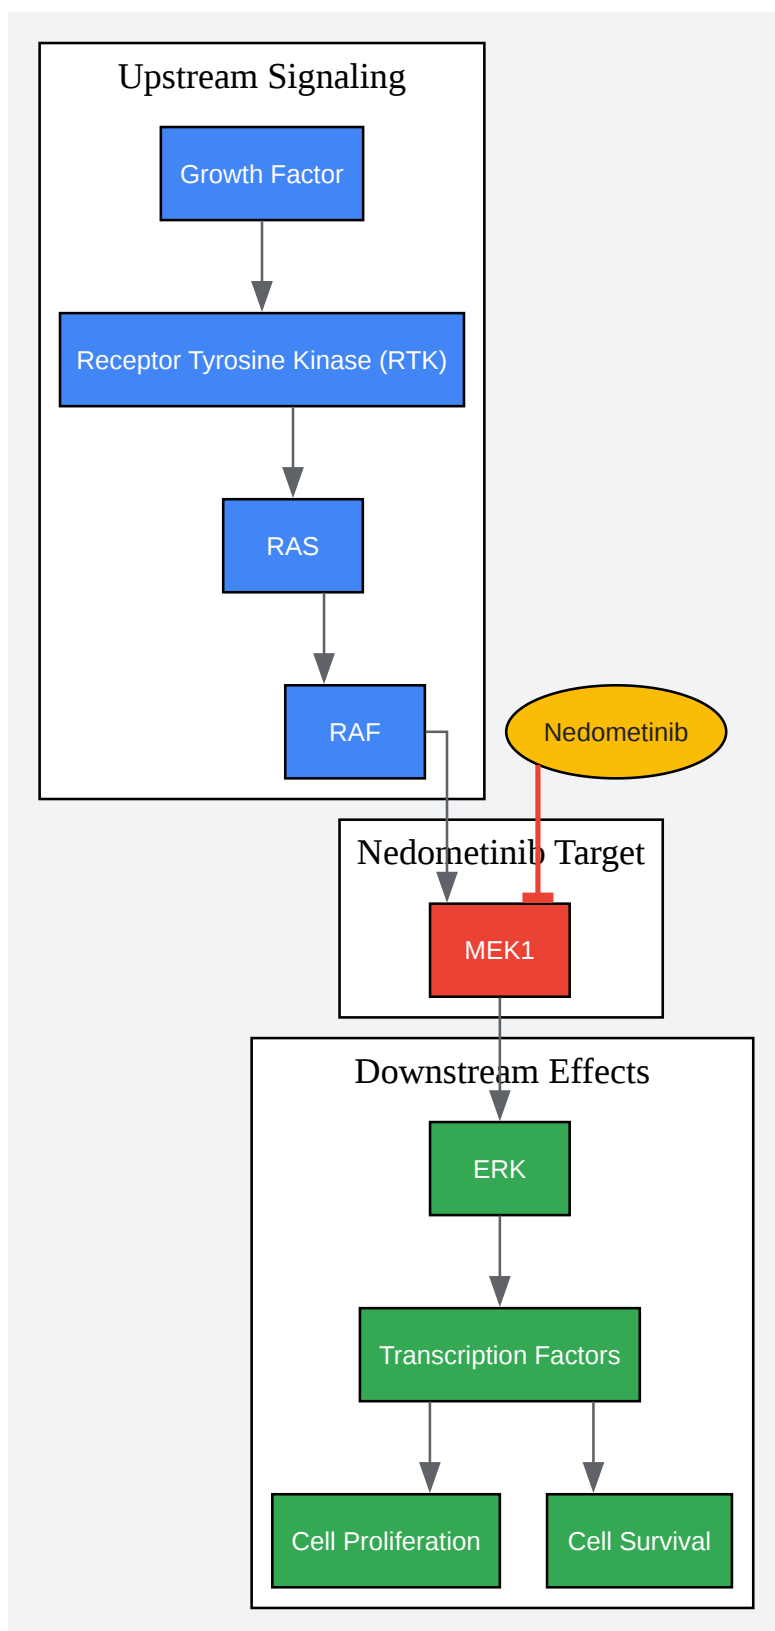 Upstream Signaling
Growth Factor
Receptor Tyrosine Kinase (RTK)
RAS
RAF
Nedometinib
Nedometinib Target
MEK1
Downstream Effects
ERK
Transcription Factors
Cell Proliferation
Cell Survival